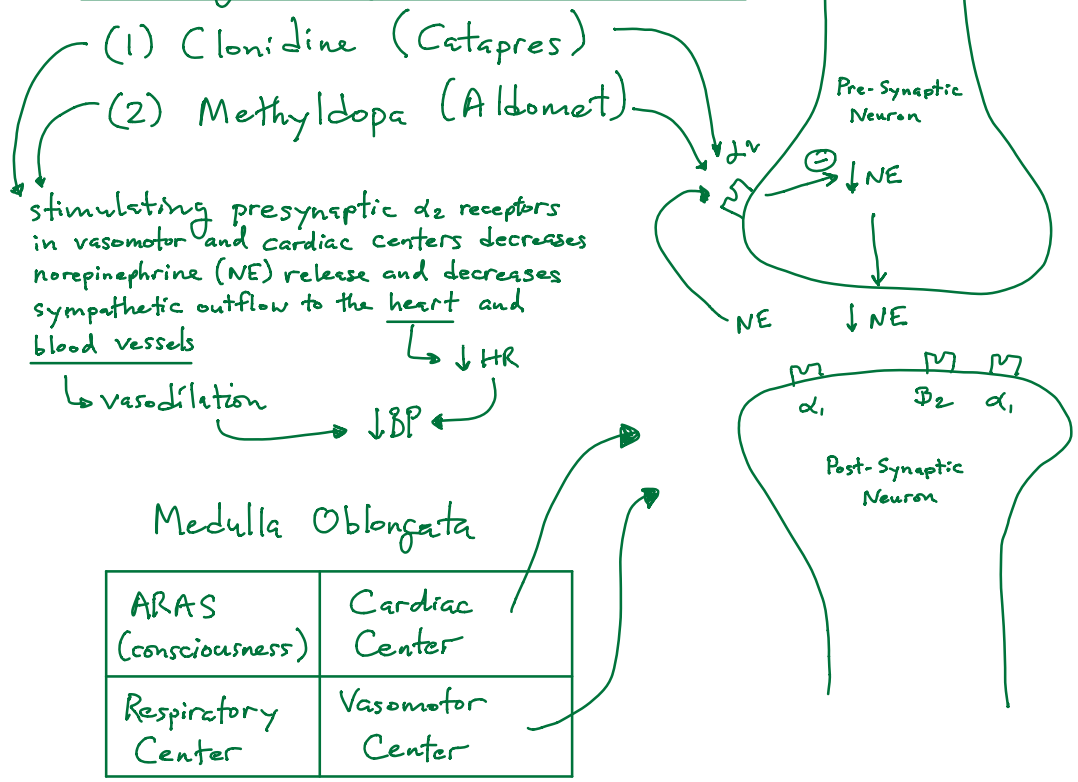 (1) Clonidine (Catapres)
(2) Methyldopa (Aldomet)
stimulating presynaptic α2 receptors
in vasomotor and cardiac centers decreases
norepinephrine (NE) release and decreases
sympathetic outflow to the heart and
blood vessels
↓ HR
vasodilation
↓BP
Pre-Synaptic
Neuron
α2
⊖
↓ NE
NE
↓ NE
α1
B2
α1
Post-Synaptic
Neuron
Medulla Oblongata
ARAS
(consciousness)
Cardiac
Center
Respiratory
Center
Vasomotor
Center